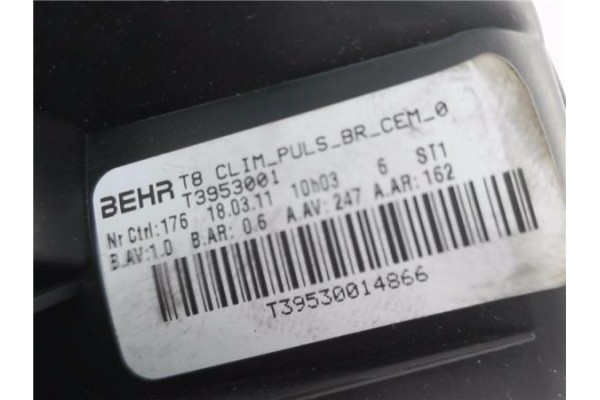 BEHR T8 CLIM_PULS_BR_CEM_0
T3953001
Nr Ctrl:176 18.03.11 10h03 6 ST1
B_AV:1.0 B.AR: 0.6 A.AV: 247 A.AR: 162
T39530014866